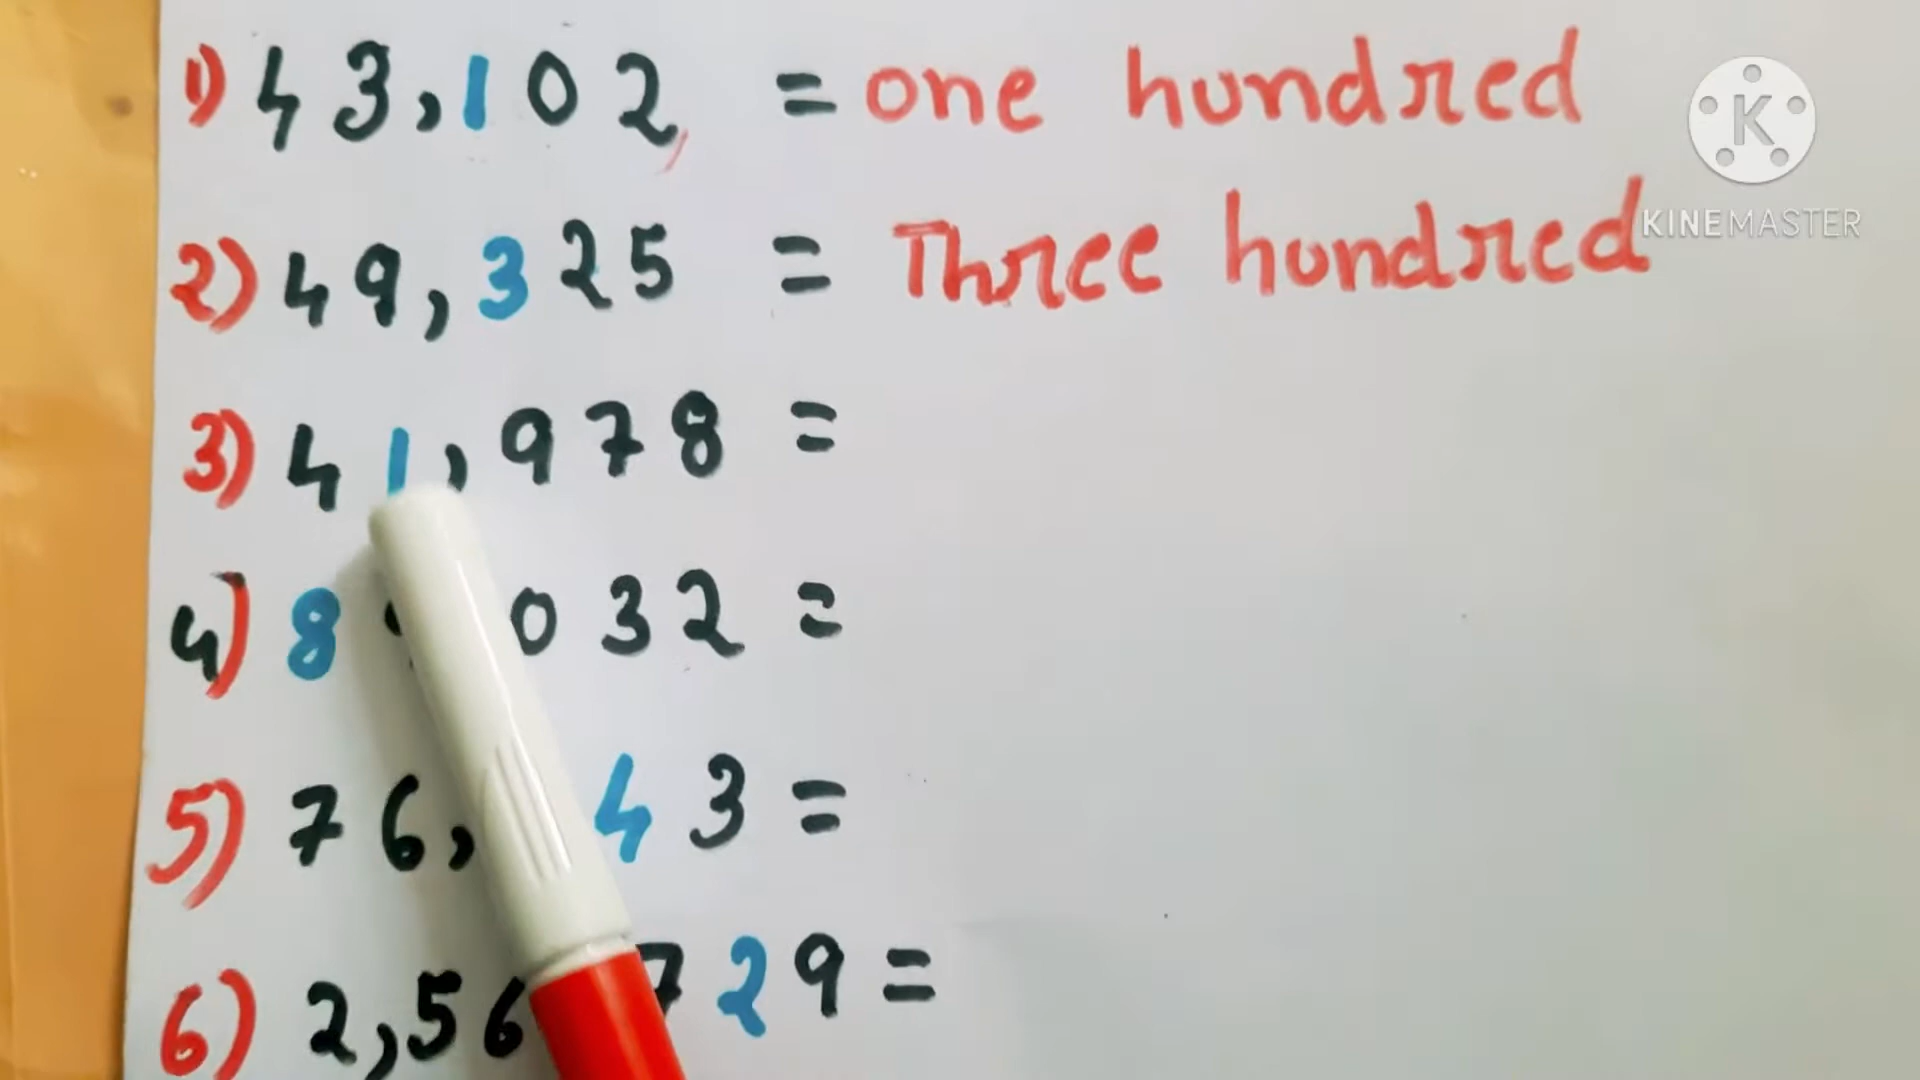 1) 43,102 = one hundred
K
KINEMASTER
2) 49,325 = Three hundred
3) 41,978 =
4) 8 032 =
5) 76, 43 =
6) 2,56 729 =